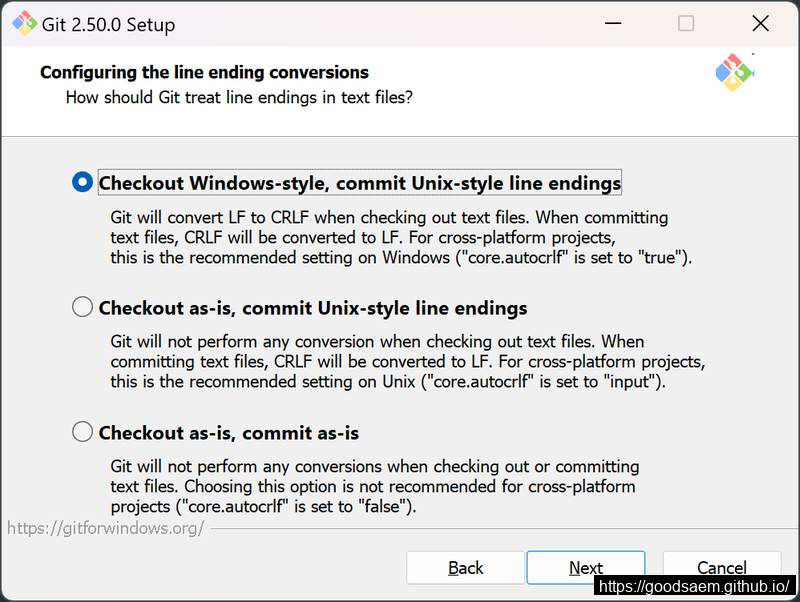 Git 2.50.0 Setup
Configuring the line ending conversions
How should Git treat line endings in text files?
Checkout Windows-style, commit Unix-style line endings
Git will convert LF to CRLF when checking out text files. When committing
text files, CRLF will be converted to LF. For cross-platform projects,
this is the recommended setting on Windows ("core.autocrlf" is set to "true").
Checkout as-is, commit Unix-style line endings
Git will not perform any conversion when checking out text files. When
committing text files, CRLF will be converted to LF. For cross-platform projects,
this is the recommended setting on Unix ("core.autocrlf" is set to "input").
Checkout as-is, commit as-is
Git will not perform any conversions when checking out or committing
text files. Choosing this option is not recommended for cross-platform
projects ("core.autocrlf" is set to "false").
https://gitforwindows.org/
Back Next Cancel
https://goodsaem.github.io/